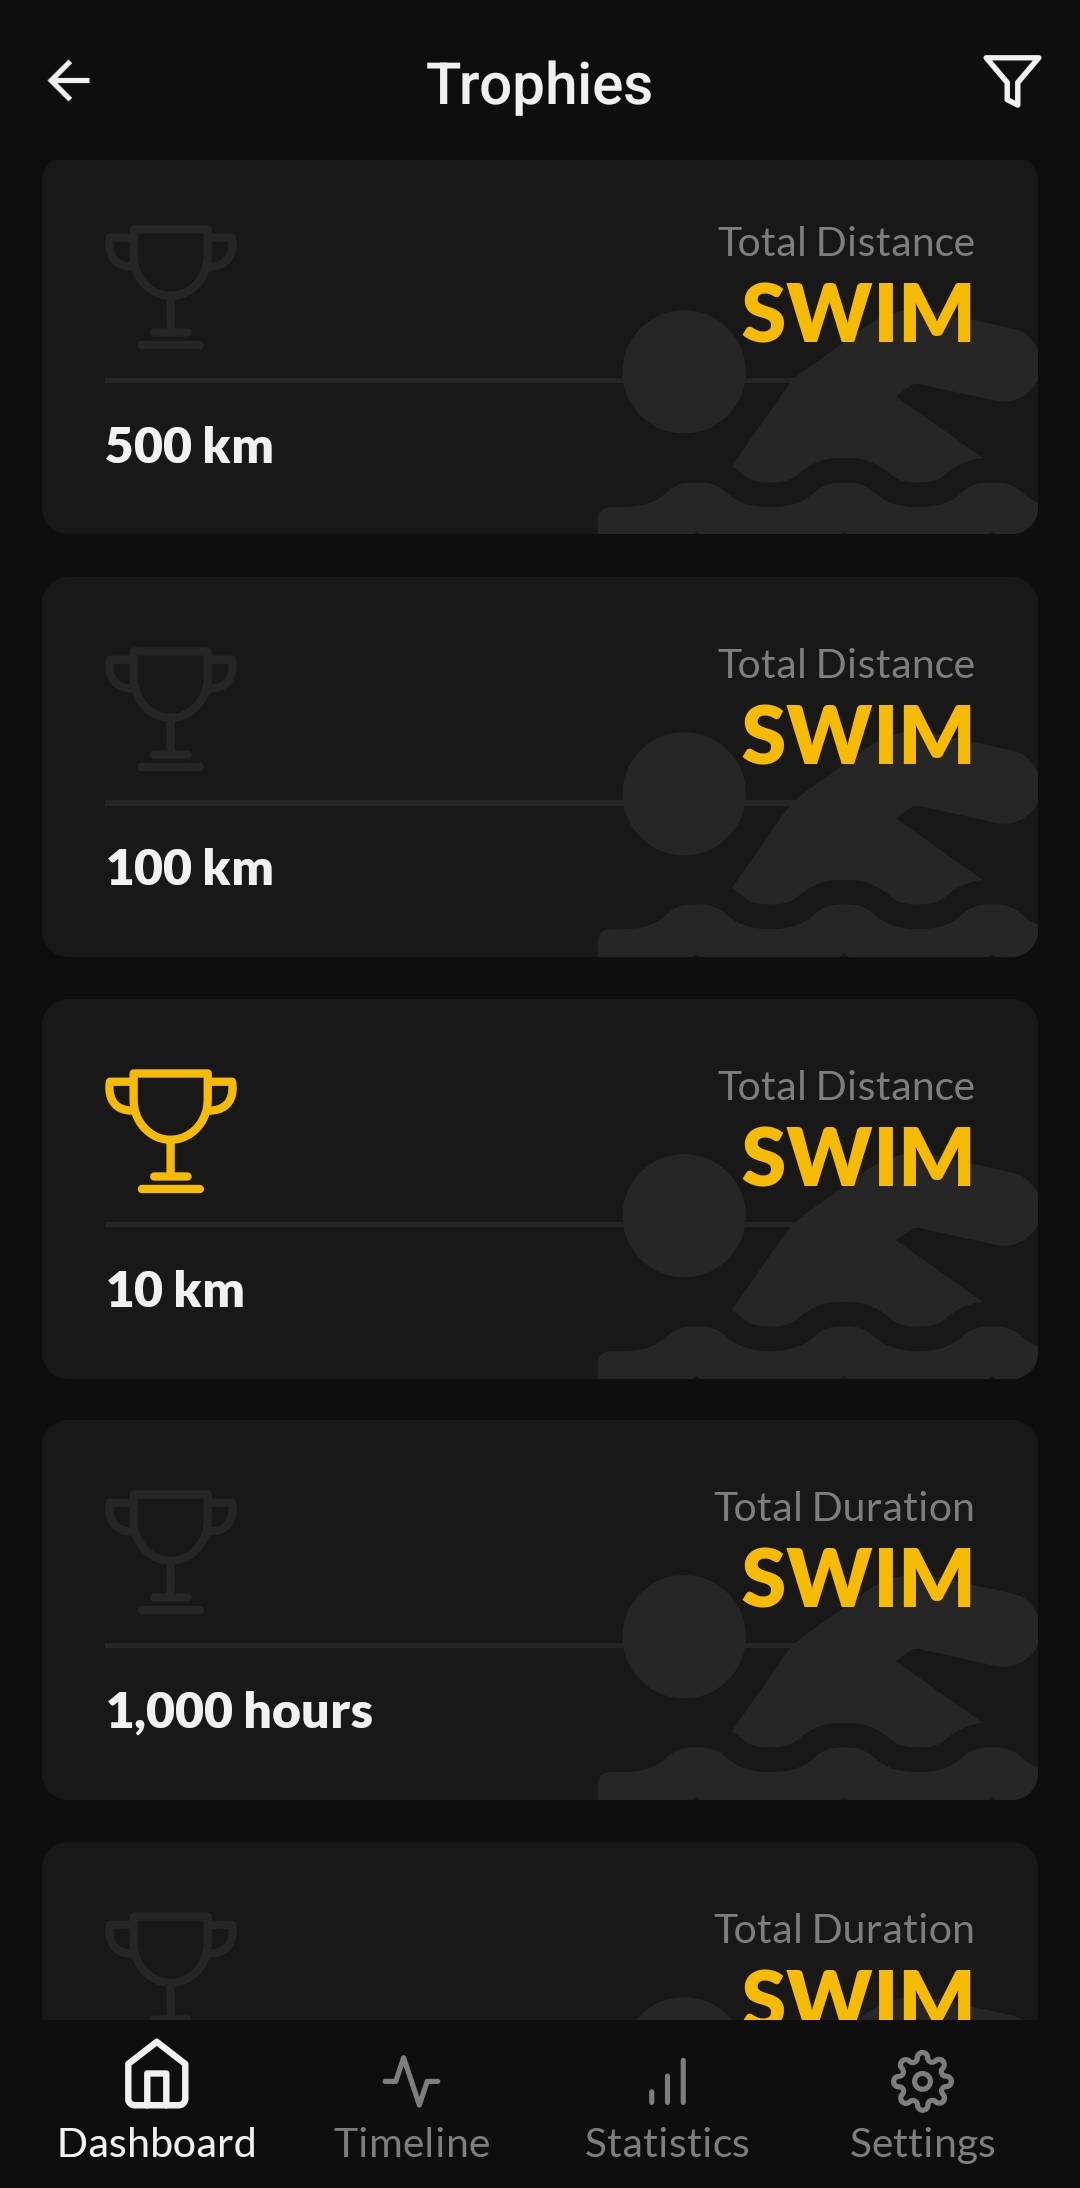 Trophies
Total Distance
SWIM
500 km
Total Distance
SWIM
100 km
Total Distance
SWIM
10 km
Total Duration
SWIM
1,000 hours
Total Duration
SWIM
Dashboard
Timeline
Statistics
Settings